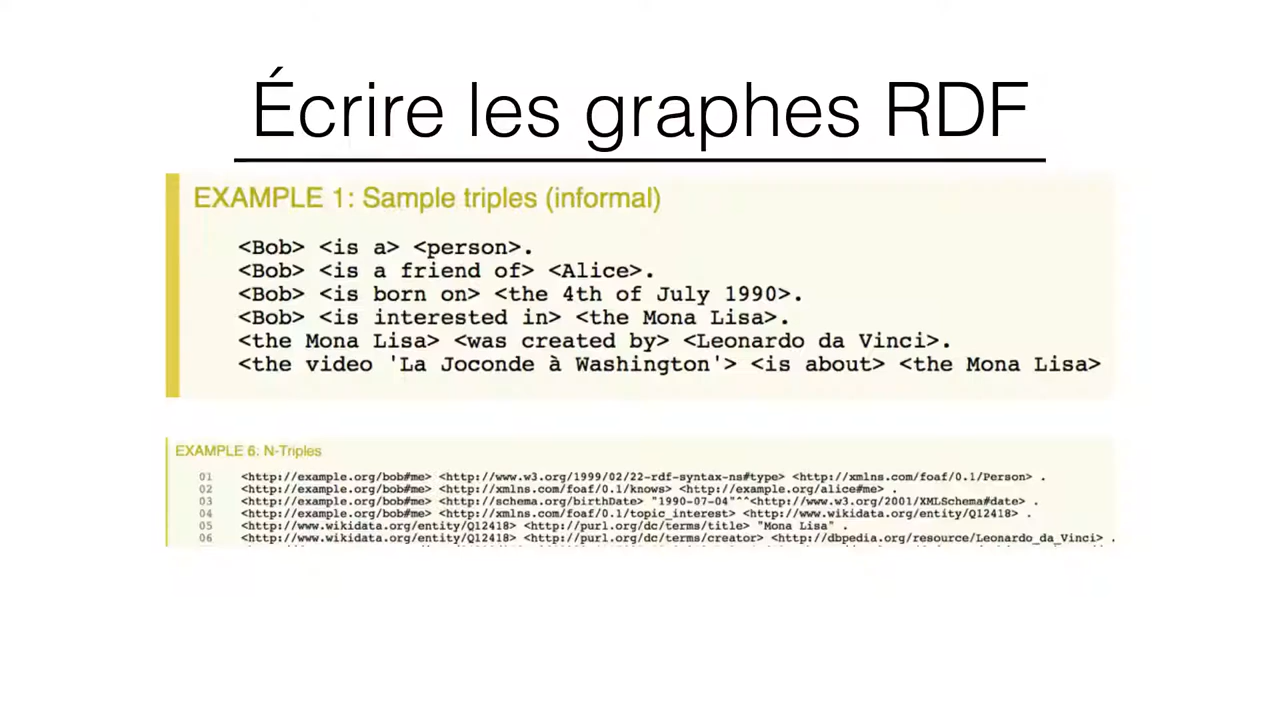 Écrire les graphes RDF
EXAMPLE 1: Sample triples (informal)
<Bob> <is a> <person>.
<Bob> <is a friend of> <Alice>.
<Bob> <is born on> <the 4th of July 1990>.
<Bob> <is interested in> <the Mona Lisa>.
<the Mona Lisa> <was created by> <Leonardo da Vinci>.
<the video 'La Joconde à Washington'> <is about> <the Mona Lisa>
EXAMPLE 6: N-Triples
01 <http://example.org/bob#me> <http://www.w3.org/1999/02/22-rdf-syntax-ns#type> <http://xmlns.com/foaf/0.1/Person> .
02 <http://example.org/bob#me> <http://xmlns.com/foaf/0.1/knows> <http://example.org/alice#me> .
03 <http://example.org/bob#me> <http://schema.org/birthDate> "1990-07-04"^^<http://www.w3.org/2001/XMLSchema#date> .
04 <http://example.org/bob#me> <http://xmlns.com/foaf/0.1/topic_interest> <http://www.wikidata.org/entity/Q12418> .
05 <http://www.wikidata.org/entity/Q12418> <http://purl.org/dc/terms/title> "Mona Lisa" .
06 <http://www.wikidata.org/entity/Q12418> <http://purl.org/dc/terms/creator> <http://dbpedia.org/resource/Leonardo_da_Vinci> .